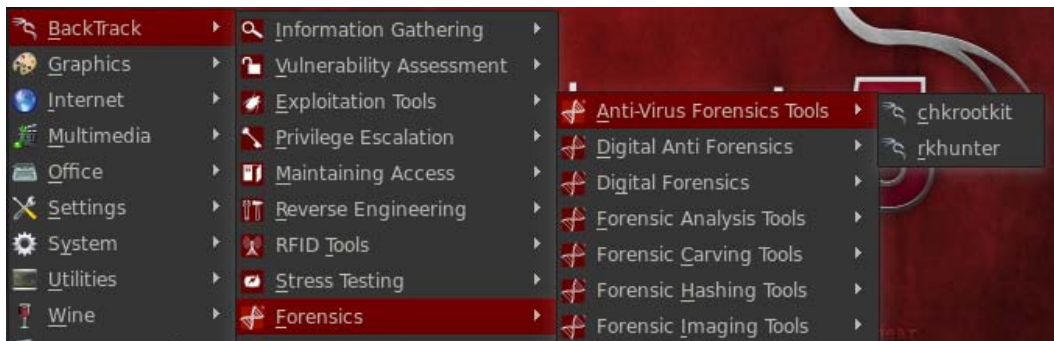 BackTrack
Graphics
Internet
Multimedia
Office
Settings
System
Utilities
Wine
Information Gathering
Vulnerability Assessment
Exploitation Tools
Privilege Escalation
Maintaining Access
Reverse Engineering
RFID Tools
Stress Testing
Forensics
Anti-Virus Forensics Tools
Digital Anti Forensics
Digital Forensics
Forensic Analysis Tools
Forensic Carving Tools
Forensic Hashing Tools
Forensic Imaging Tools
chkrootkit
rkhunter